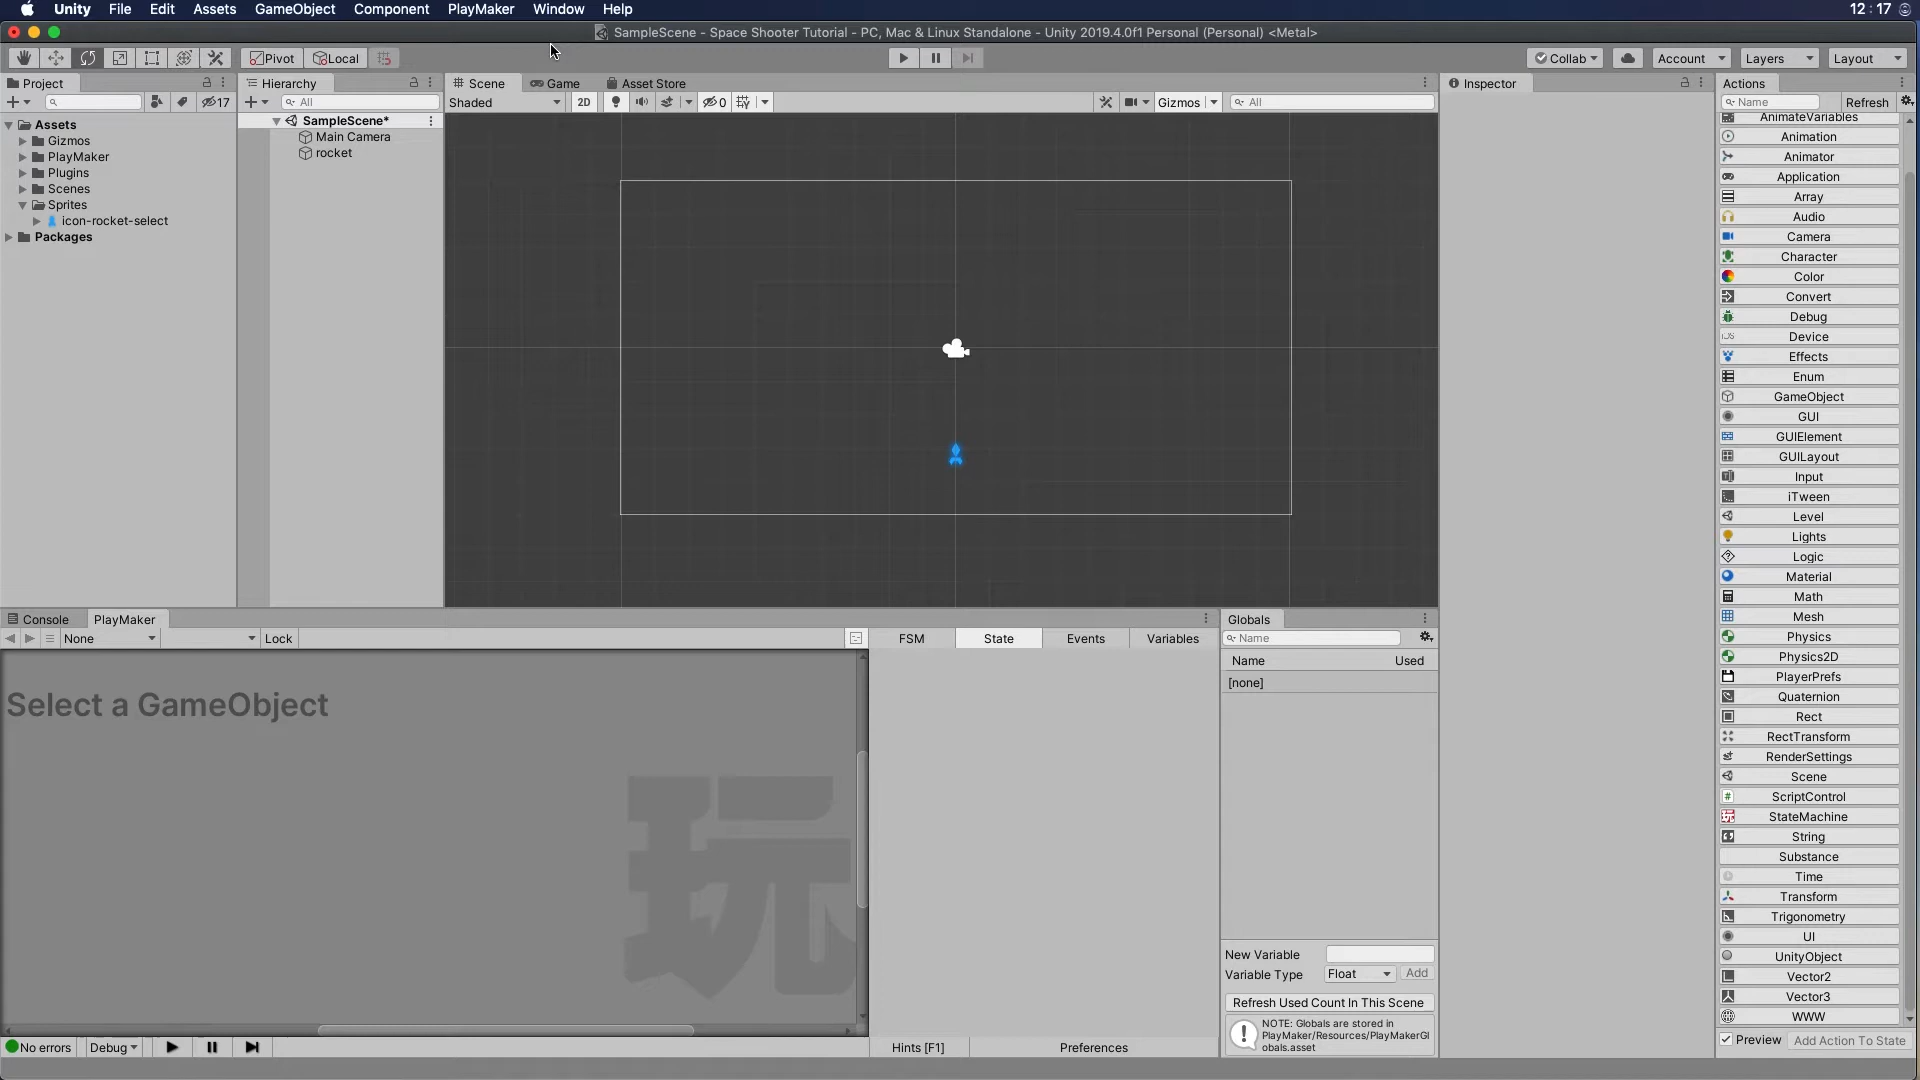 Unity File Edit Assets GameObject Component PlayMaker Window Help 12:17
SampleScene - Space Shooter Tutorial - PC, Mac & Linux Standalone - Unity 2019.4.0f1 Personal (Personal) <Metal>
Pivot Local Collab Account Layers Layout
Project Hierarchy Scene Game Asset Store Inspector Actions
17 All Shaded 2D 0 Gizmos All Name Refresh
Assets
Gizmos
PlayMaker
Plugins
Scenes
Sprites
icon-rocket-select
Packages
SampleScene*
Main Camera
rocket
AnimateVariables
Animation
Animator
Application
Array
Audio
Camera
Character
Color
Convert
Debug
Device
Effects
Enum
GameObject
GUI
GUIElement
GUILayout
Input
iTween
Level
Lights
Logic
Material
Math
Mesh
Physics
Physics2D
PlayerPrefs
Quaternion
Rect
RectTransform
RenderSettings
Scene
ScriptControl
StateMachine
String
Substance
Time
Transform
Trigonometry
UI
UnityObject
Vector2
Vector3
WWW
Preview Add Action To State
Console PlayMaker
None Lock FSM State Events Variables
Select a GameObject
玩
No errors Debug Hints [F1] Preferences
Globals
Name
Name Used
[none]
New Variable
Variable Type Float Add
Refresh Used Count In This Scene
NOTE: Globals are stored in
PlayMaker/Resources/PlayMakerGl
obals.asset